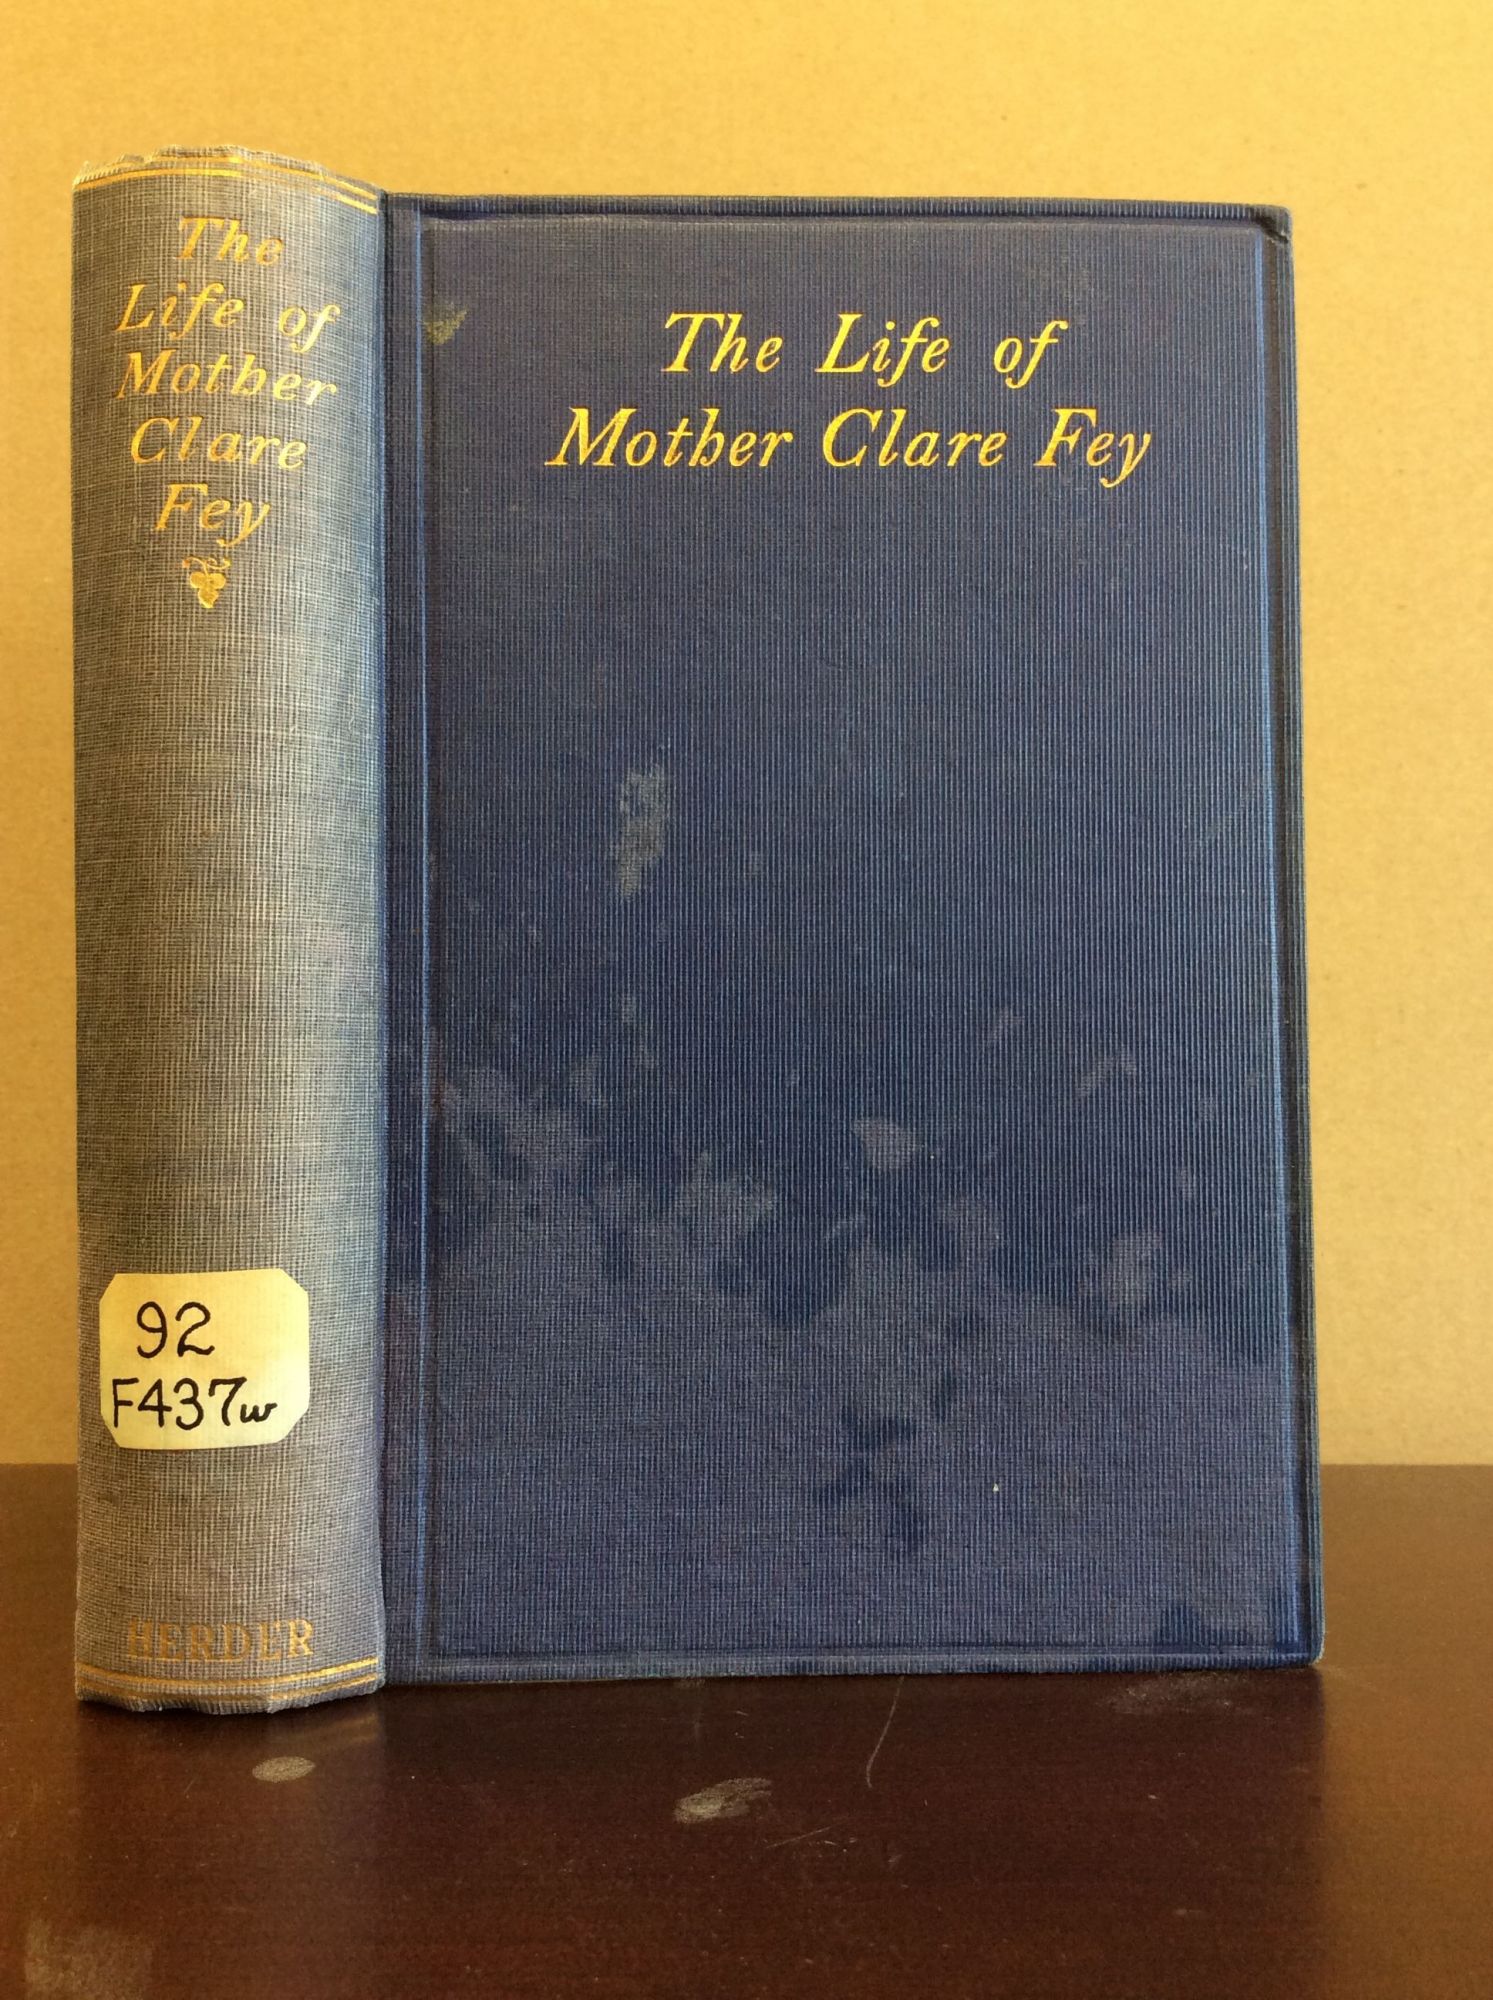 The
Life of
Mother
Clare
Fey
92
F437w
HERDER
The Life of
Mother Clare Fey